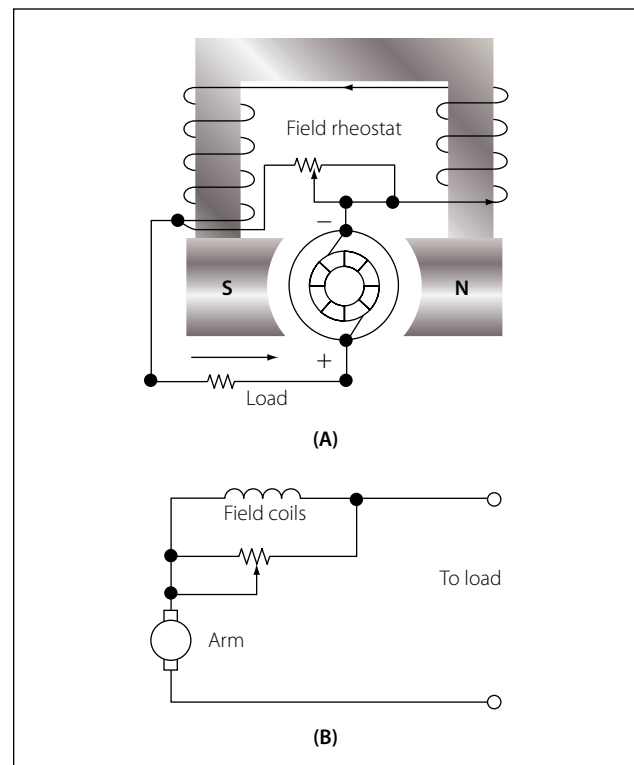 Field rheostat
−
S
N
+
Load
(A)
Field coils
To load
Arm
(B)